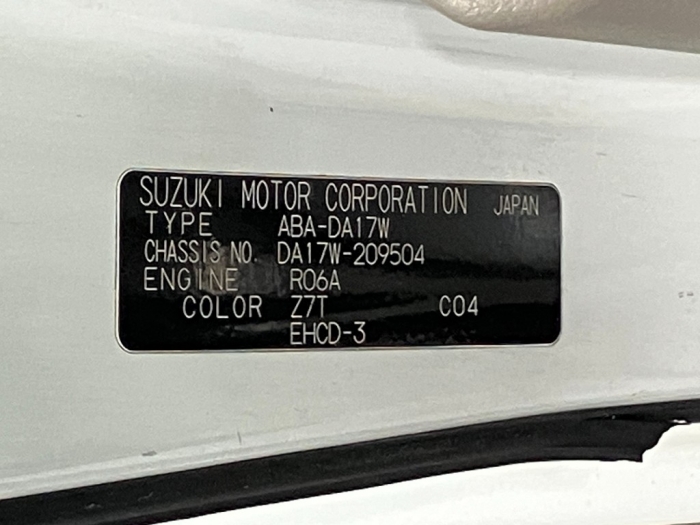 SUZUKI MOTOR CORPORATION JAPAN
TYPE ABA-DA17W
CHASSIS NO. DA17W-209504
ENGINE R06A
COLOR Z7T C04
EHCD-3